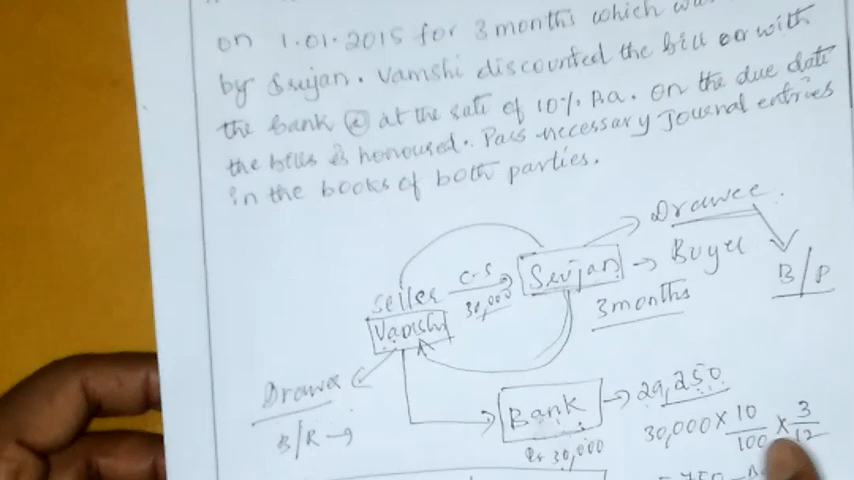 on 1.01.2015 for 3 months which
by Srujan. Vamshi discounted the bill with
the bank @ at the rate of 10% P.a. on the due date
the bills is honoured. Pass necessary Journal entries
in the books of both parties.
Drawee.
Seller C.S Srujan → Buyer
30,000
B/P
Vamshi
3 months
Drawer
Bank → 29,250
B/R →
30,000 × 10/100 × 3/12
Rs 30,000
= 750